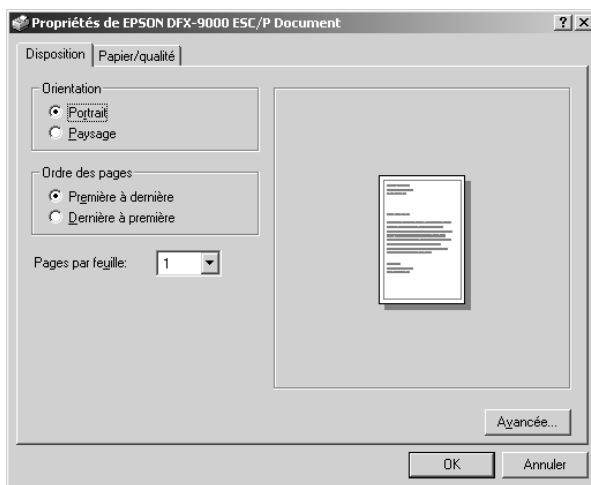 Propriétés de EPSON DFX-9000 ESC/P Document
Disposition
Papier/qualité
Orientation
Portrait
Paysage
Ordre des pages
Première à dernière
Dernière à première
Pages par feuille: 1
Avancée...
OK
Annuler